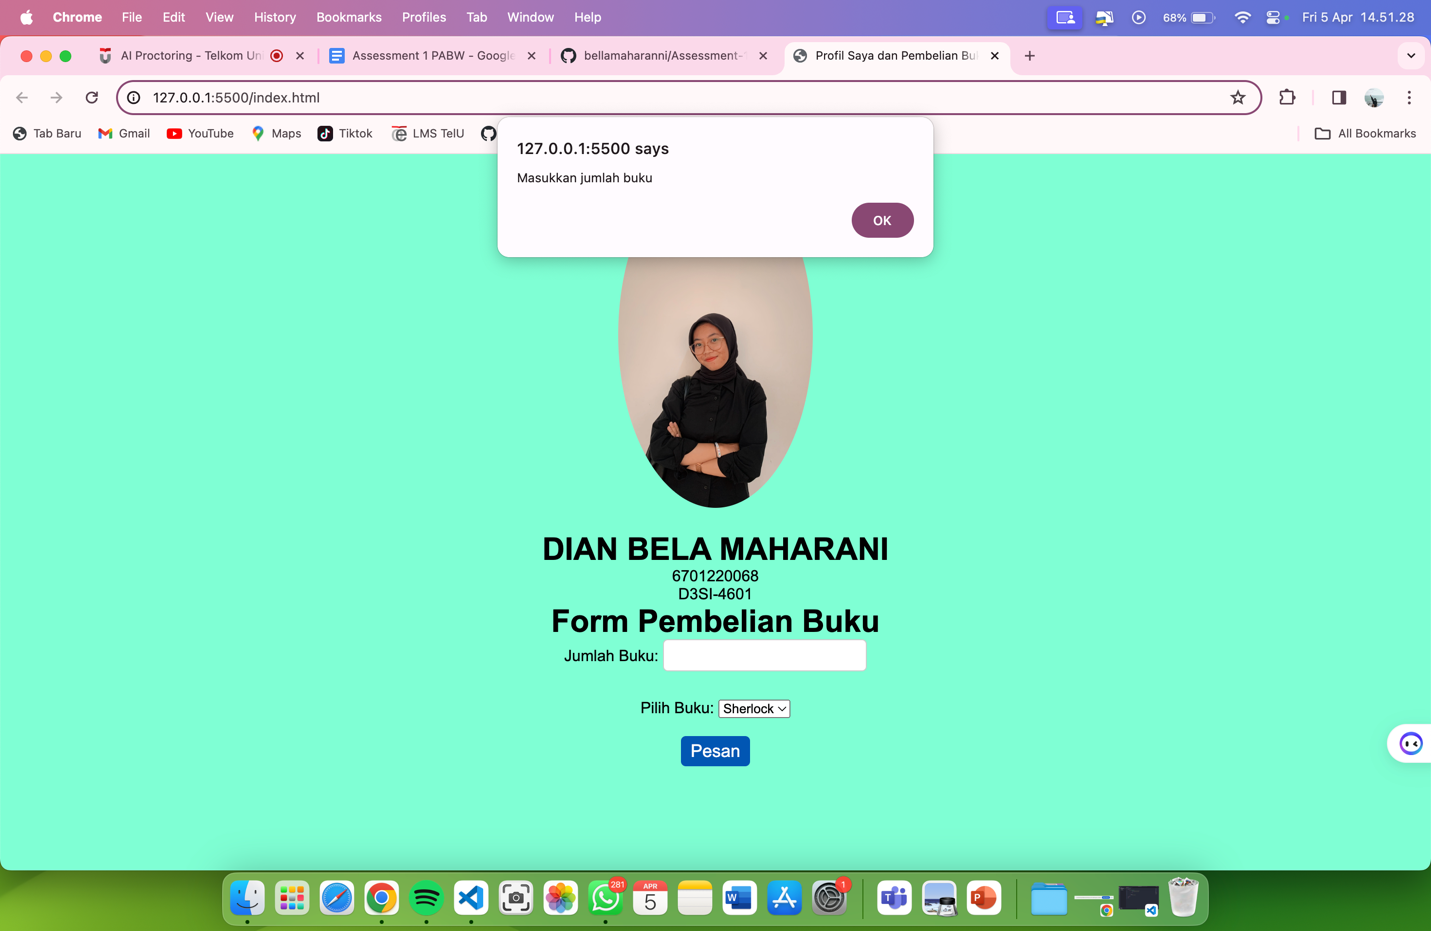 Chrome File Edit View History Bookmarks Profiles Tab Window Help 68% Fri 5 Apr 14.51.28
AI Proctoring - Telkom Uni Assessment 1 PABW - Google bellamaharanni/Assessment- Profil Saya dan Pembelian Bu
127.0.0.1:5500/index.html
Tab Baru Gmail YouTube Maps Tiktok LMS TelU All Bookmarks
127.0.0.1:5500 says
Masukkan jumlah buku
OK
DIAN BELA MAHARANI
6701220068
D3SI-4601
Form Pembelian Buku
Jumlah Buku:
Pilih Buku: Sherlock
Pesan
281
APR
5
1